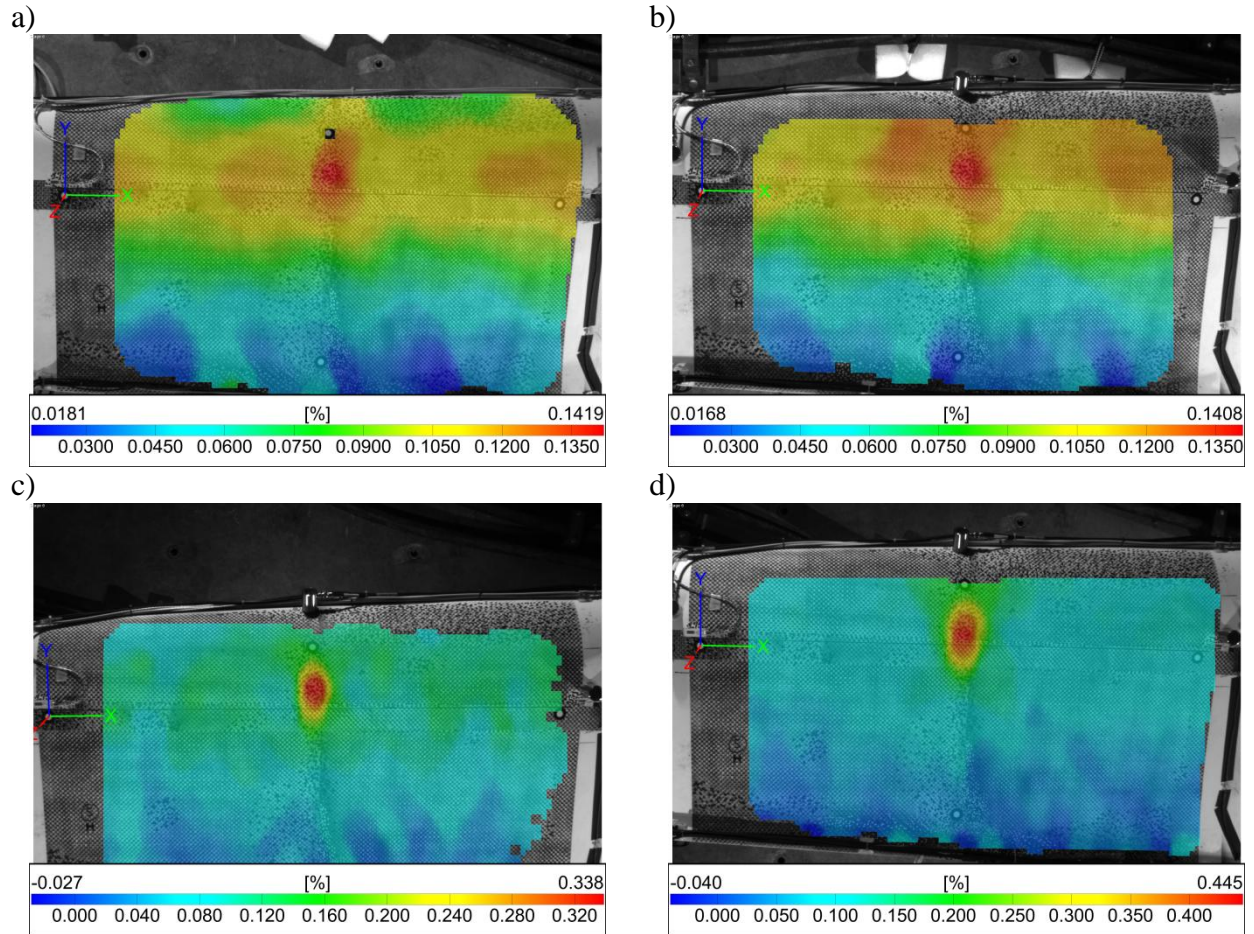 a)
b)
Y
X
Z
Y
X
Z
H
H
0.0181 [%] 0.1419
0.0300 0.0450 0.0600 0.0750 0.0900 0.1050 0.1200 0.1350
0.0168 [%] 0.1408
0.0300 0.0450 0.0600 0.0750 0.0900 0.1050 0.1200 0.1350
c)
d)
Y
X
Y
X
Z
H
H
-0.027 [%] 0.338
0.000 0.040 0.080 0.120 0.160 0.200 0.240 0.280 0.320
-0.040 [%] 0.445
0.000 0.050 0.100 0.150 0.200 0.250 0.300 0.350 0.400